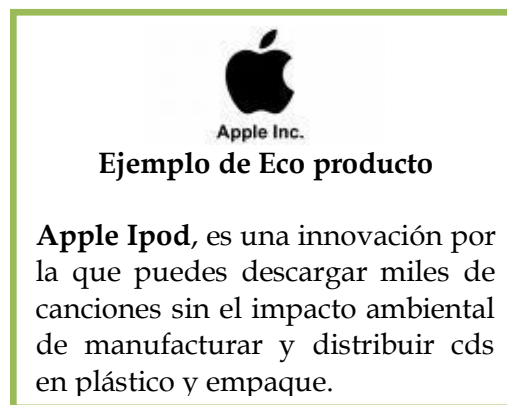 Apple Inc.
Ejemplo de Eco producto
Apple Ipod, es una innovación por
la que puedes descargar miles de
canciones sin el impacto ambiental
de manufacturar y distribuir cds
en plástico y empaque.